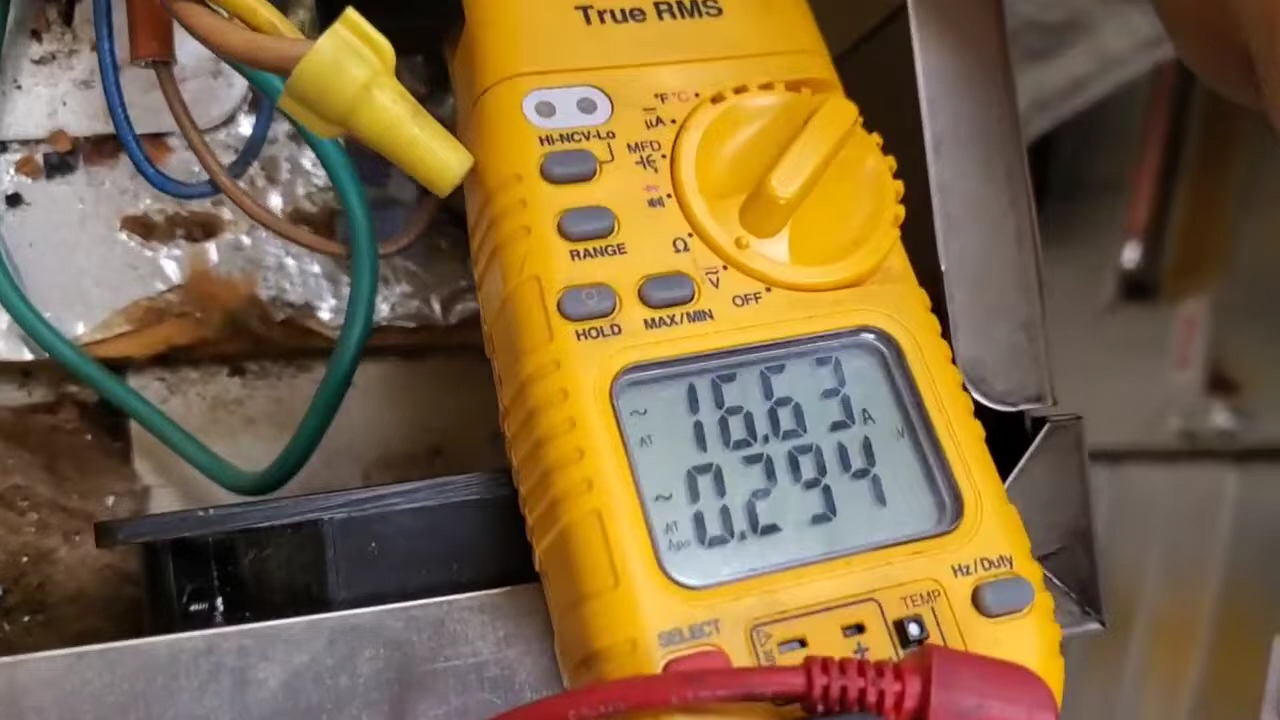 True RMS
°F°C
µA
HI-NCV-Lo
MFD
RANGE
Ω
V
OFF
HOLD
MAX/MIN
~
16.63
A
AT
V
~
0.294
AT
Apo
Hz/Duty
TEMP
SELECT
+